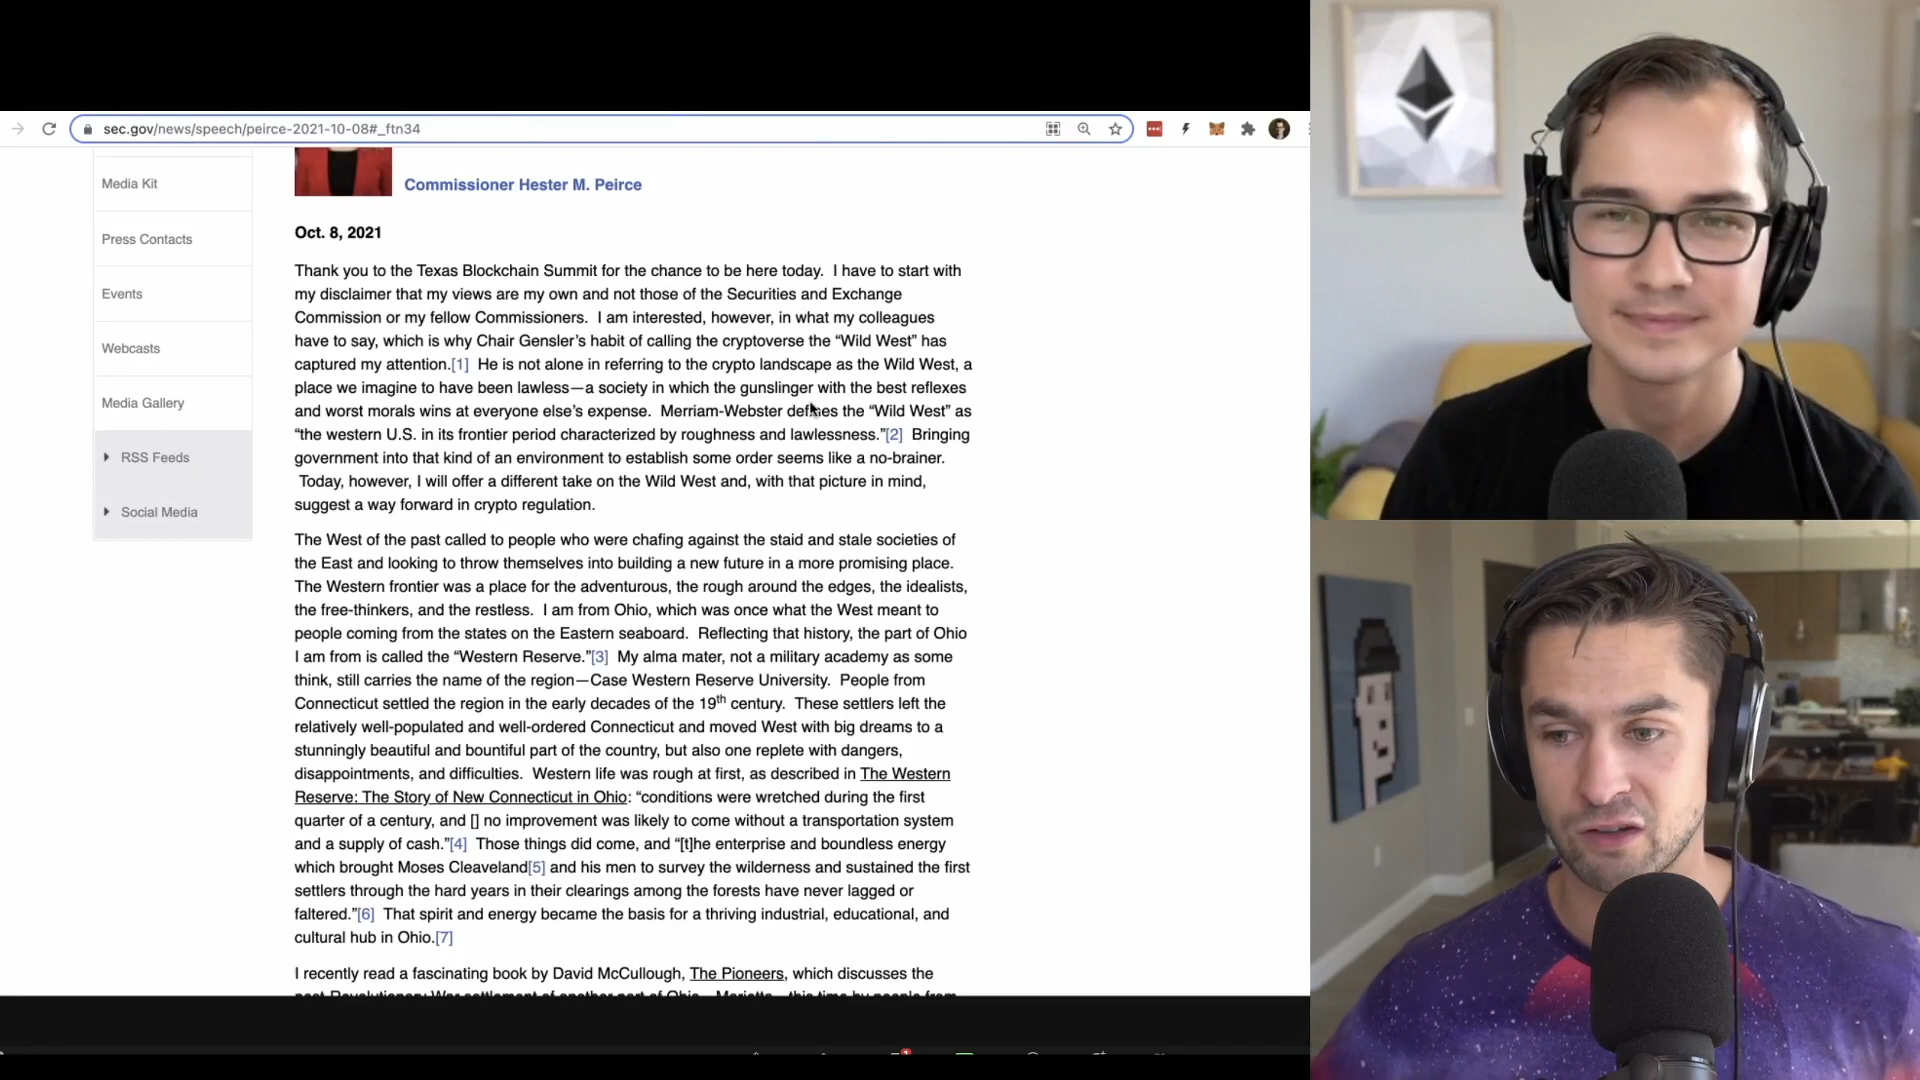 sec.gov/news/speech/peirce-2021-10-08#_ftn34
Media Kit
Press Contacts
Events
Webcasts
Media Gallery
RSS Feeds
Social Media
Commissioner Hester M. Peirce
Oct. 8, 2021
Thank you to the Texas Blockchain Summit for the chance to be here today. I have to start with
my disclaimer that my views are my own and not those of the Securities and Exchange
Commission or my fellow Commissioners. I am interested, however, in what my colleagues
have to say, which is why Chair Gensler’s habit of calling the cryptoverse the “Wild West” has
captured my attention.[1] He is not alone in referring to the crypto landscape as the Wild West, a
place we imagine to have been lawless—a society in which the gunslinger with the best reflexes
and worst morals wins at everyone else’s expense. Merriam-Webster defines the “Wild West” as
“the western U.S. in its frontier period characterized by roughness and lawlessness.”[2] Bringing
government into that kind of an environment to establish some order seems like a no-brainer.
Today, however, I will offer a different take on the Wild West and, with that picture in mind,
suggest a way forward in crypto regulation.
The West of the past called to people who were chafing against the staid and stale societies of
the East and looking to throw themselves into building a new future in a more promising place.
The Western frontier was a place for the adventurous, the rough around the edges, the idealists,
the free-thinkers, and the restless. I am from Ohio, which was once what the West meant to
people coming from the states on the Eastern seaboard. Reflecting that history, the part of Ohio
I am from is called the “Western Reserve.”[3] My alma mater, not a military academy as some
think, still carries the name of the region—Case Western Reserve University. People from
Connecticut settled the region in the early decades of the 19th century. These settlers left the
relatively well-populated and well-ordered Connecticut and moved West with big dreams to a
stunningly beautiful and bountiful part of the country, but also one replete with dangers,
disappointments, and difficulties. Western life was rough at first, as described in The Western
Reserve: The Story of New Connecticut in Ohio: “conditions were wretched during the first
quarter of a century, and [] no improvement was likely to come without a transportation system
and a supply of cash.”[4] Those things did come, and “[t]he enterprise and boundless energy
which brought Moses Cleaveland[5] and his men to survey the wilderness and sustained the first
settlers through the hard years in their clearings among the forests have never lagged or
faltered.”[6] That spirit and energy became the basis for a thriving industrial, educational, and
cultural hub in Ohio.[7]
I recently read a fascinating book by David McCullough, The Pioneers, which discusses the